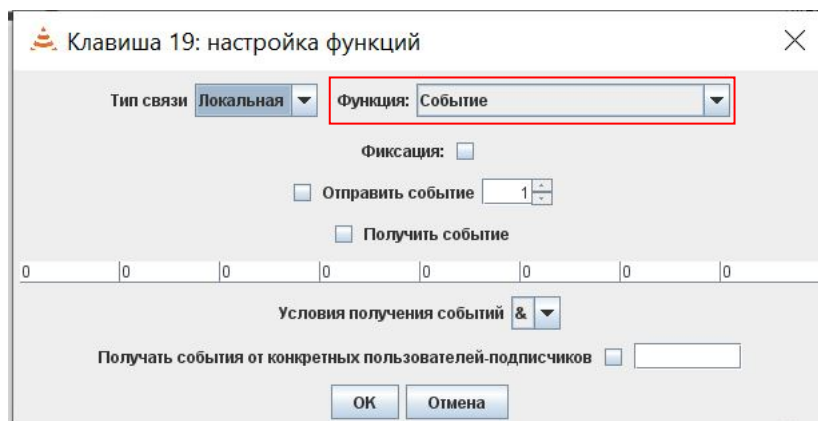 Клавиша 19: настройка функций
Тип связи Локальная Функция: Событие
Фиксация:
Отправить событие 1
Получить событие
0 0 0 0 0 0 0 0
Условия получения событий &
Получать события от конкретных пользователей-подписчиков
ОК Отмена